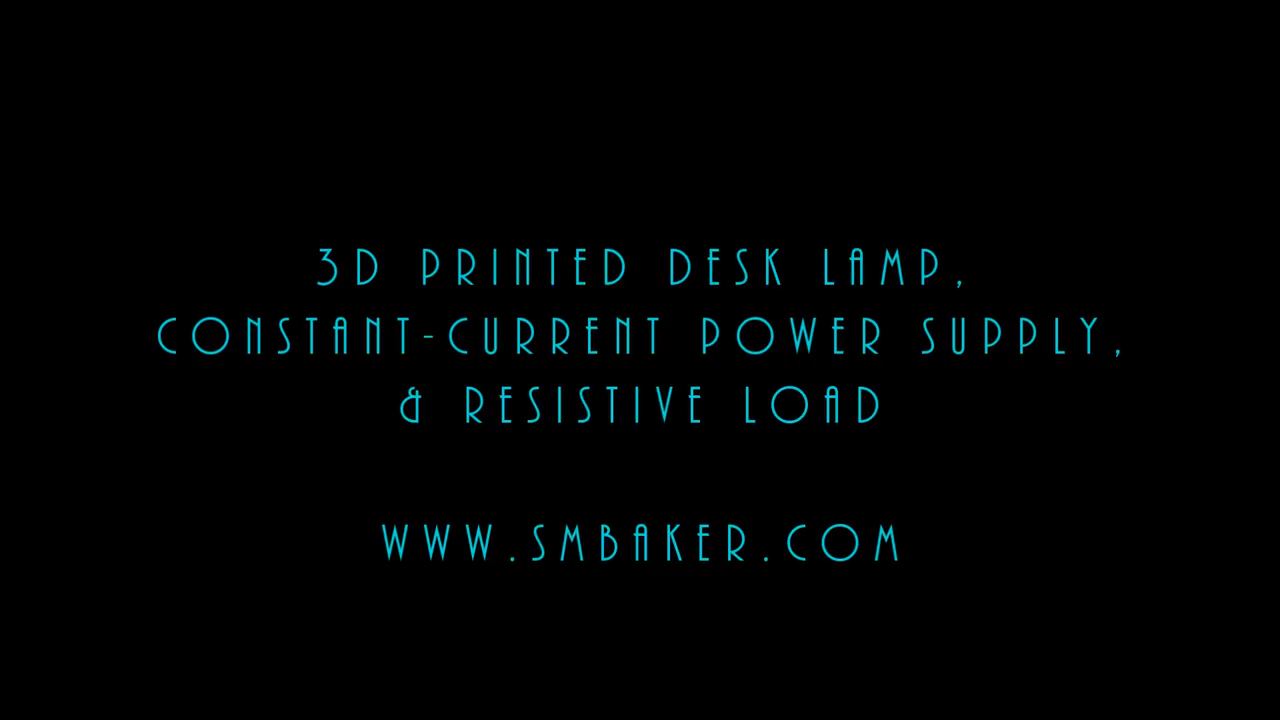 3D PRINTED DESK LAMP,
CONSTANT-CURRENT POWER SUPPLY,
& RESISTIVE LOAD
WWW.SMBAKER.COM